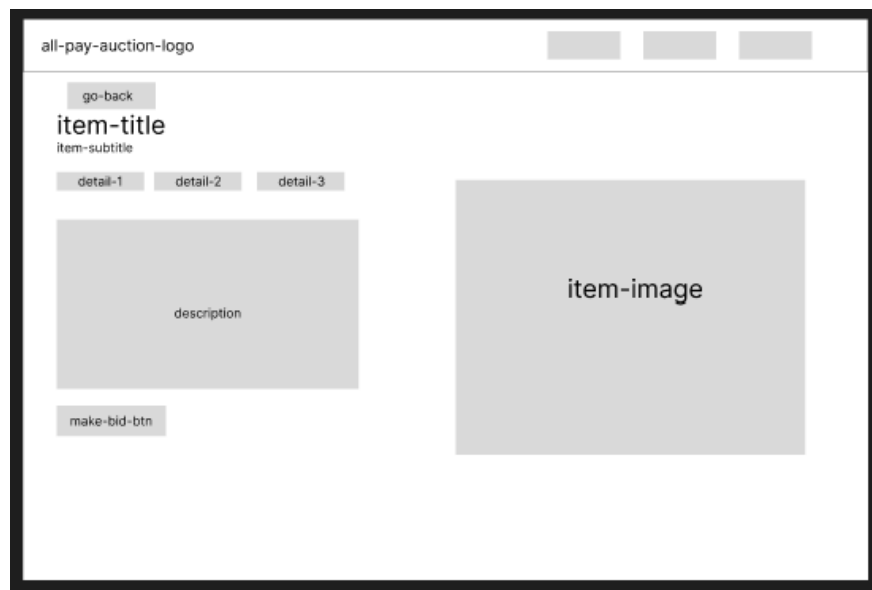 all-pay-auction-logo
go-back
item-title
item-subtitle
detail-1 detail-2 detail-3
description
make-bid-btn
item-image